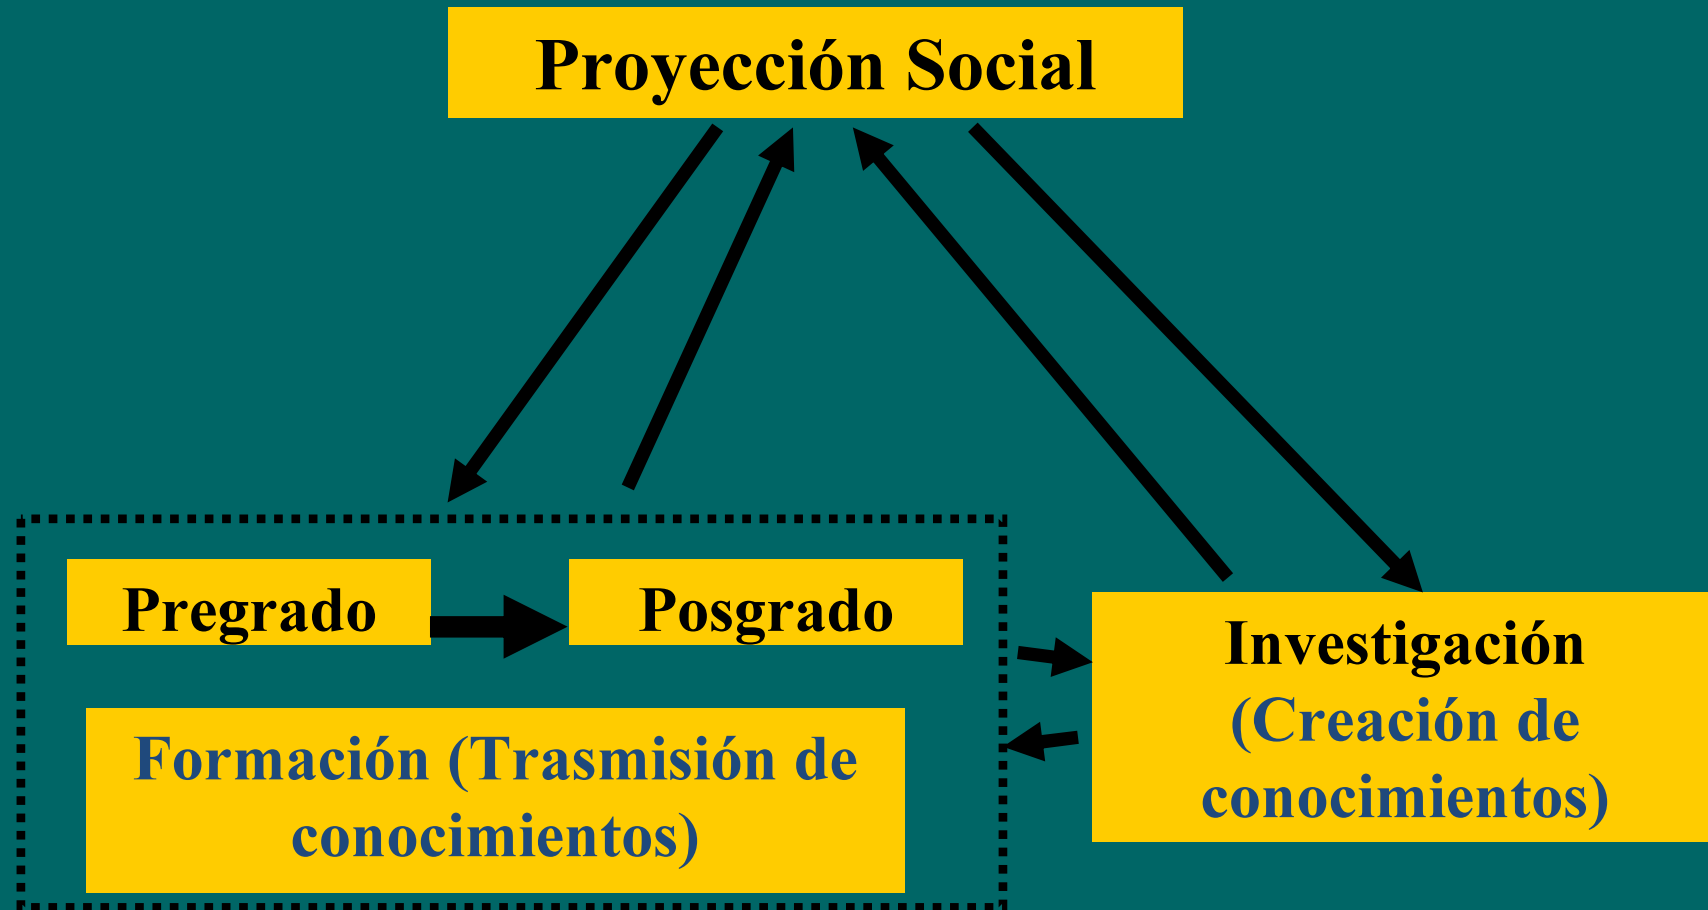 Proyección Social
Pregrado
Posgrado
Formación (Trasmisión de
conocimientos)
Investigación
(Creación de
conocimientos)